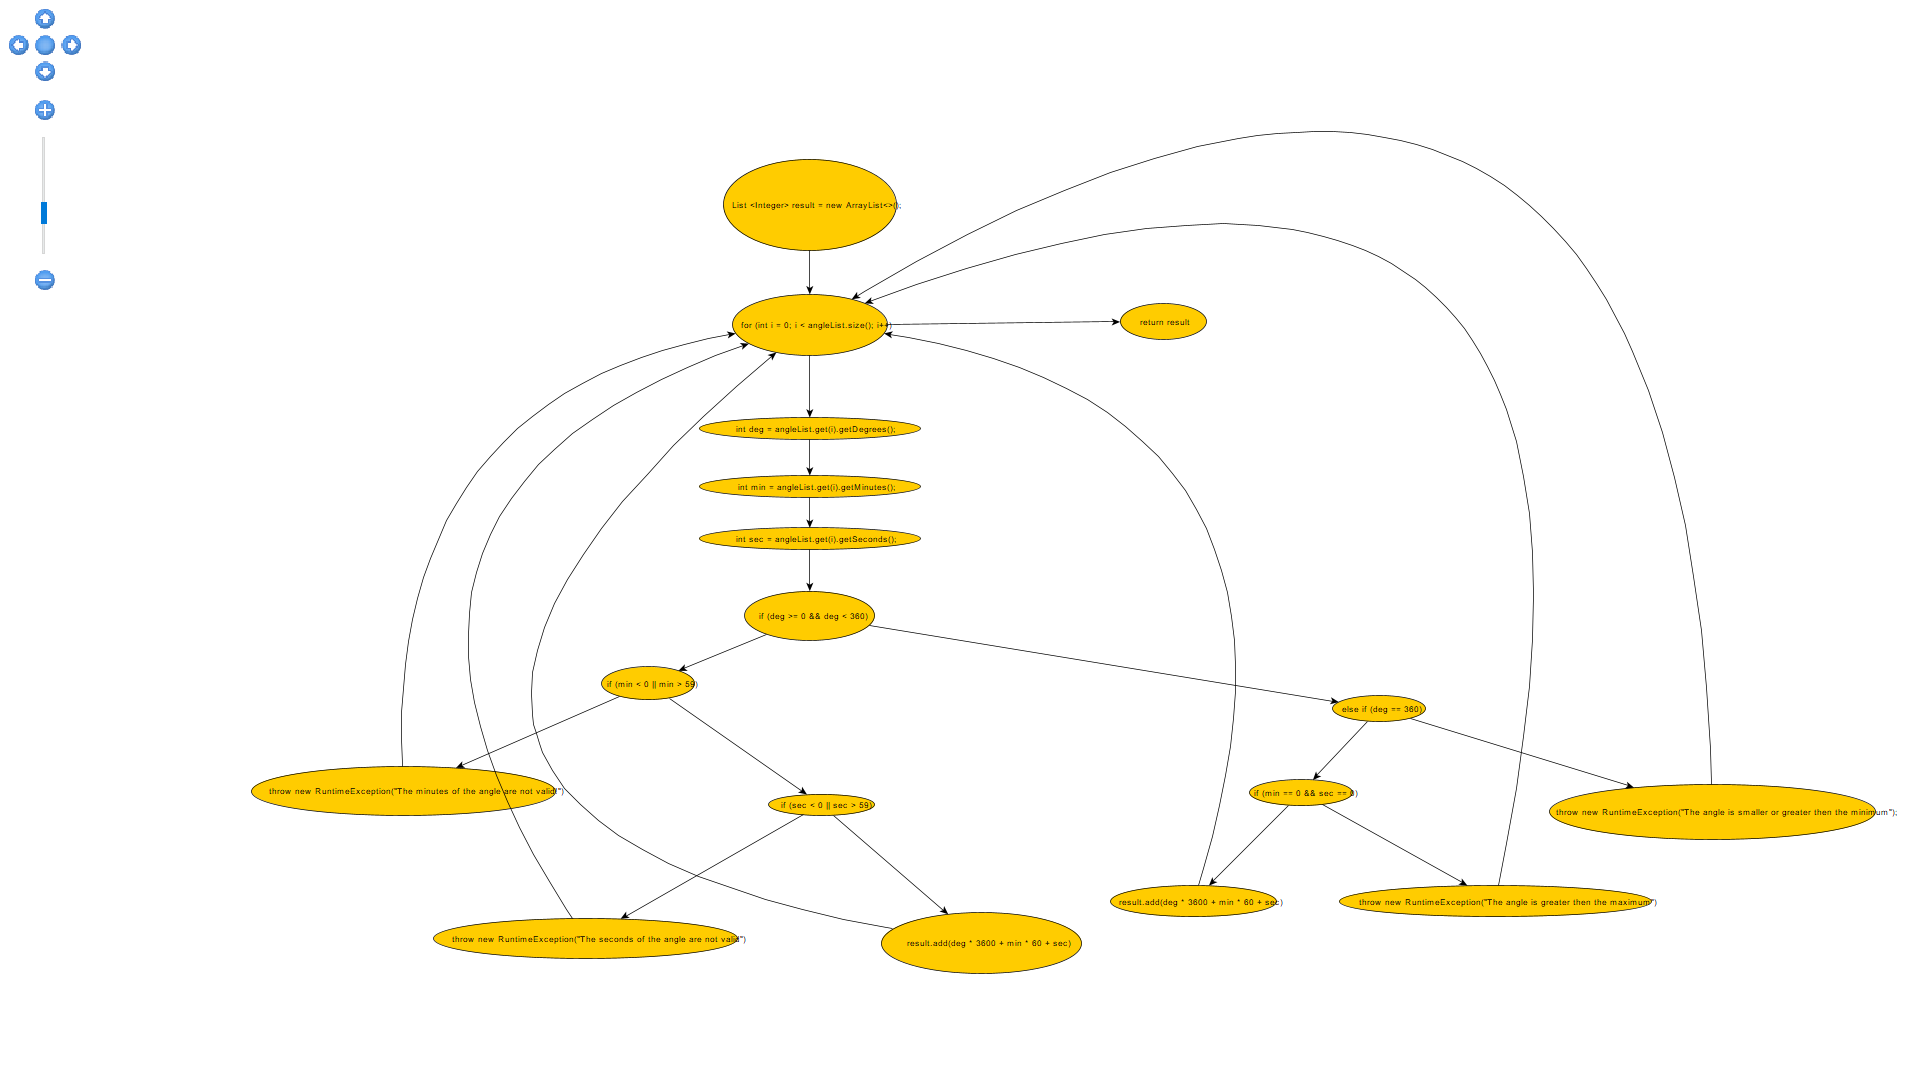 List <Integer> result = new ArrayList<>();
for (int i = 0; i < angleList.size(); i++)
return result
int deg = angleList.get(i).getDegrees();
int min = angleList.get(i).getMinutes();
int sec = angleList.get(i).getSeconds();
if (deg >= 0 && deg < 360)
if (min < 0 || min > 59)
else if (deg == 360)
throw new RuntimeException("The minutes of the angle are not valid")
if (sec < 0 || sec > 59)
if (min == 0 && sec == 0)
throw new RuntimeException("The angle is smaller or greater then the minimum");
result.add(deg * 3600 + min * 60 + sec)
throw new RuntimeException("The angle is greater then the maximum")
throw new RuntimeException("The seconds of the angle are not valid")
result.add(deg * 3600 + min * 60 + sec)